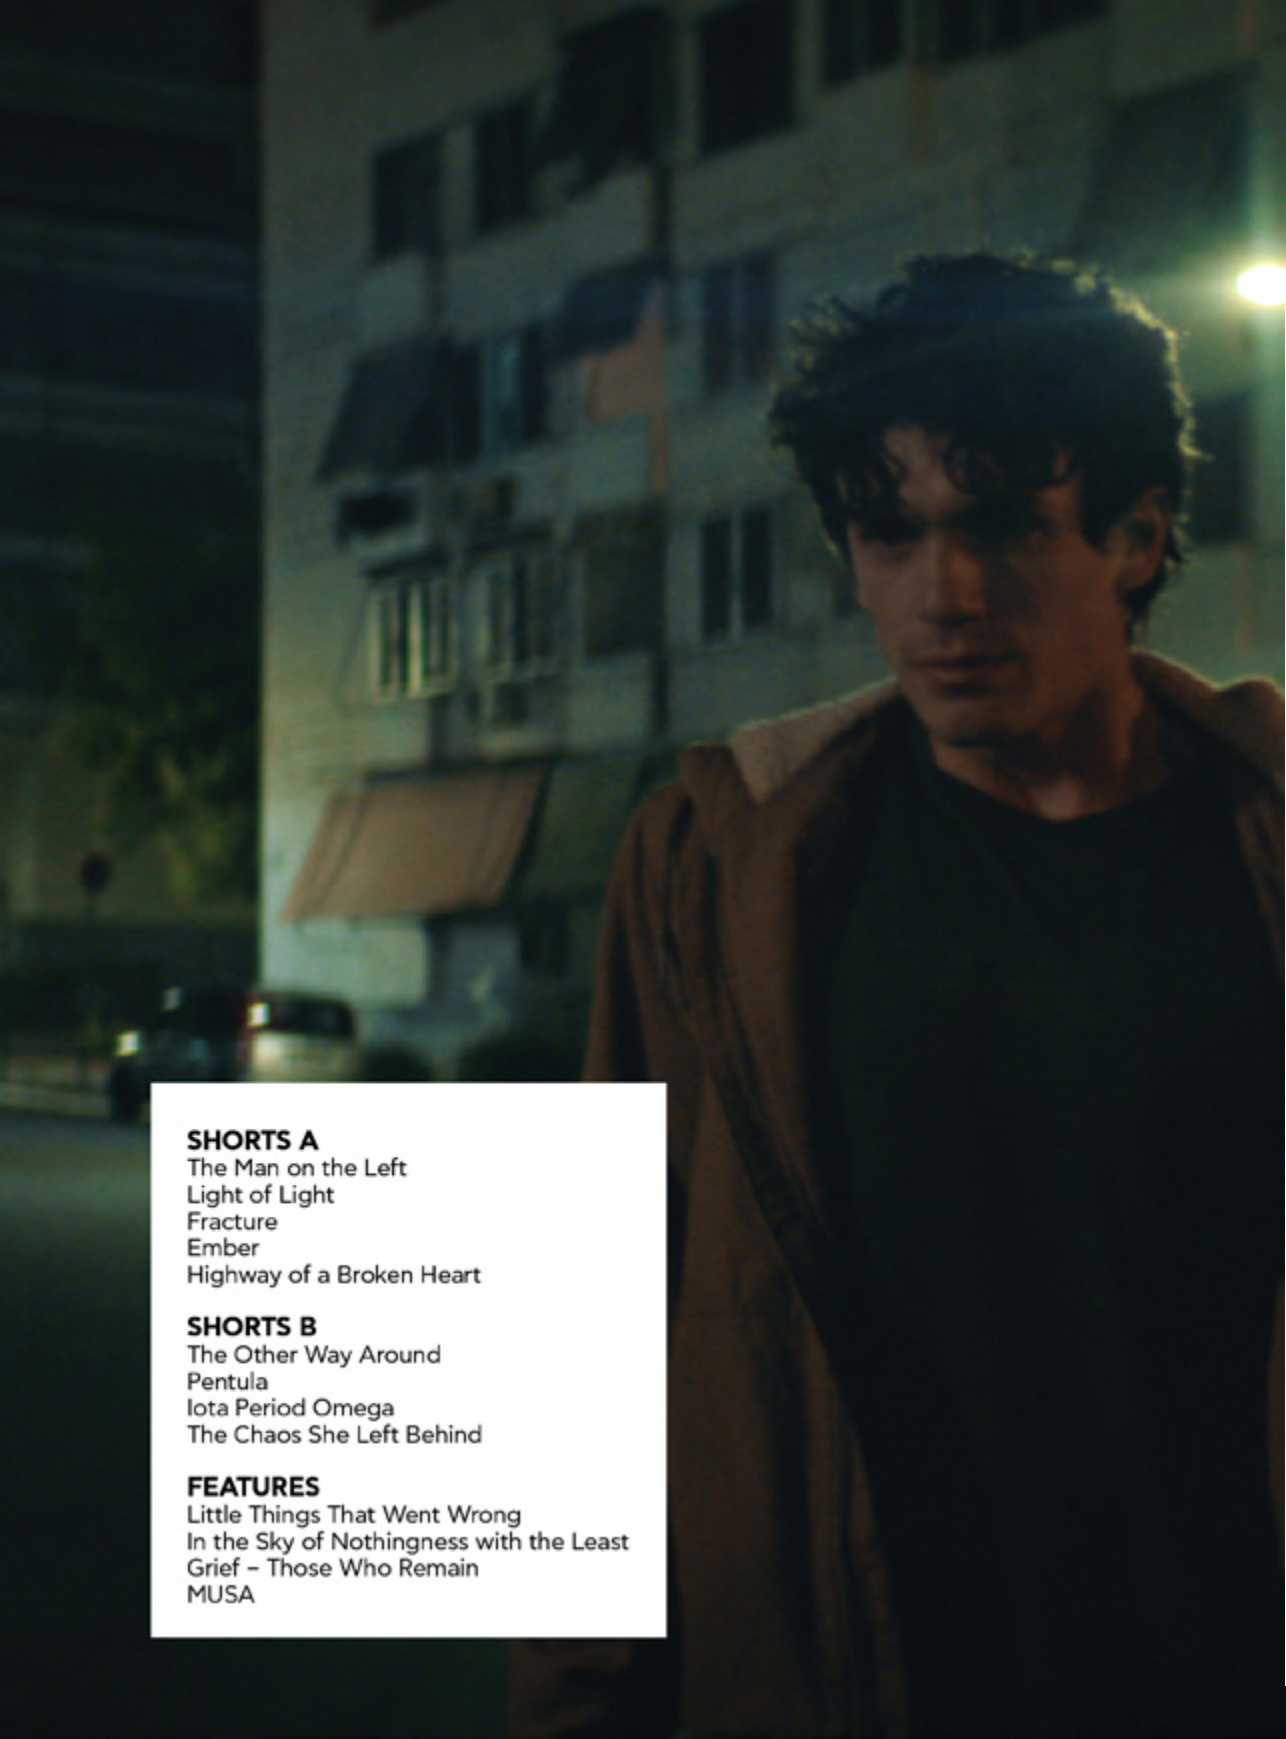 SHORTS A
The Man on the Left
Light of Light
Fracture
Ember
Highway of a Broken Heart
SHORTS B
The Other Way Around
Pentula
Iota Period Omega
The Chaos She Left Behind
FEATURES
Little Things That Went Wrong
In the Sky of Nothingness with the Least
Grief – Those Who Remain
MUSA